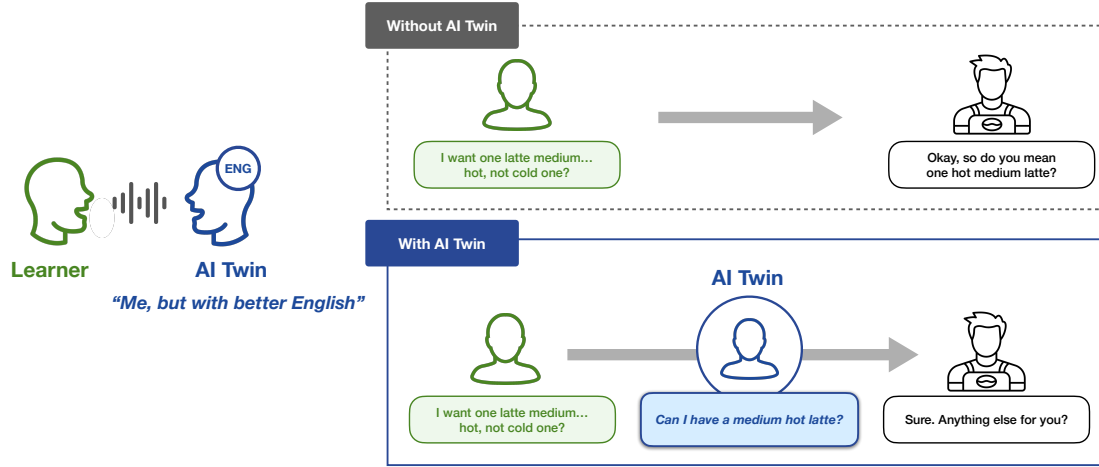 Without AI Twin
I want one latte medium…
hot, not cold one?
Okay, so do you mean
one hot medium latte?
ENG
Learner
AI Twin
“Me, but with better English”
With AI Twin
AI Twin
I want one latte medium…
hot, not cold one?
Can I have a medium hot latte?
Sure. Anything else for you?